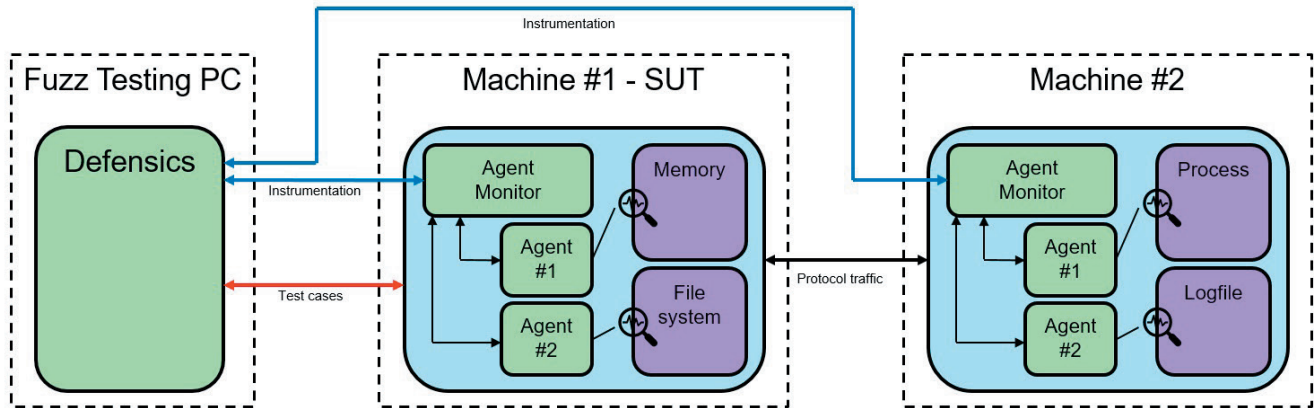 Instrumentation
Fuzz Testing PC
Machine #1 - SUT
Machine #2
Defensics
Instrumentation
Test cases
Agent
Monitor
Memory
Agent
#1
File
system
Agent
#2
Protocol traffic
Agent
Monitor
Process
Agent
#1
Logfile
Agent
#2